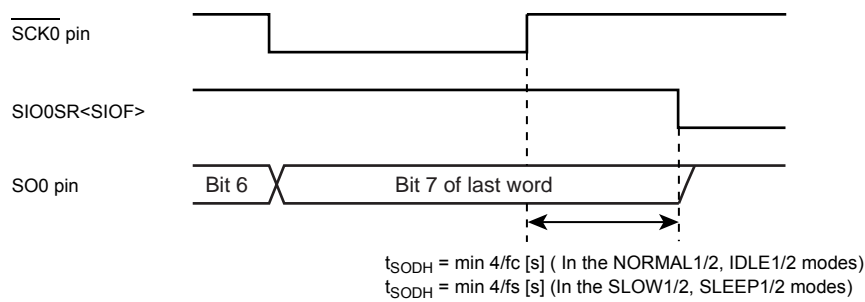 SCK0 pin
SIO0SR<SIOF>
SO0 pin
Bit 6
Bit 7 of last word
tSODH = min 4/fc [s] ( In the NORMAL1/2, IDLE1/2 modes)
tSODH = min 4/fs [s] (In the SLOW1/2, SLEEP1/2 modes)